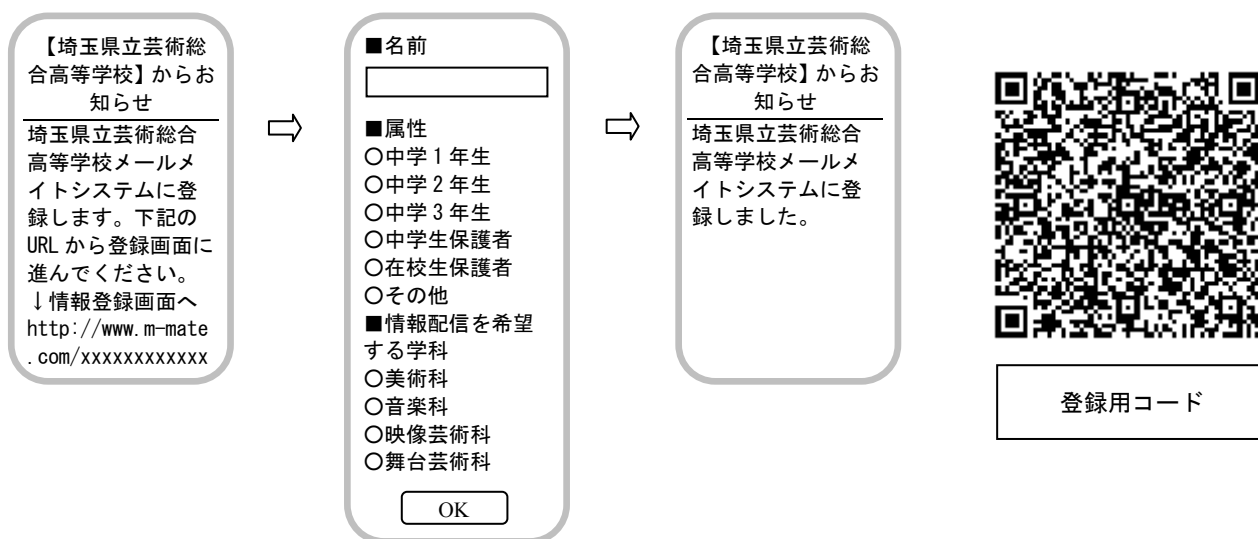 【埼玉県立芸術総
合高等学校】からお
知らせ
埼玉県立芸術総合
高等学校メールメ
イトシステムに登
録します。下記の
URLから登録画面に
進んでください。
↓情報登録画面へ
http://www.m-mate
.com/xxxxxxxxxxxx
■名前
■属性
○中学1年生
○中学2年生
○中学3年生
○中学生保護者
○在校生保護者
○その他
■情報配信を希望
する学科
○美術科
○音楽科
○映像芸術科
○舞台芸術科
OK
【埼玉県立芸術総
合高等学校】からお
知らせ
埼玉県立芸術総合
高等学校メールメ
イトシステムに登
録しました。
登録用コード